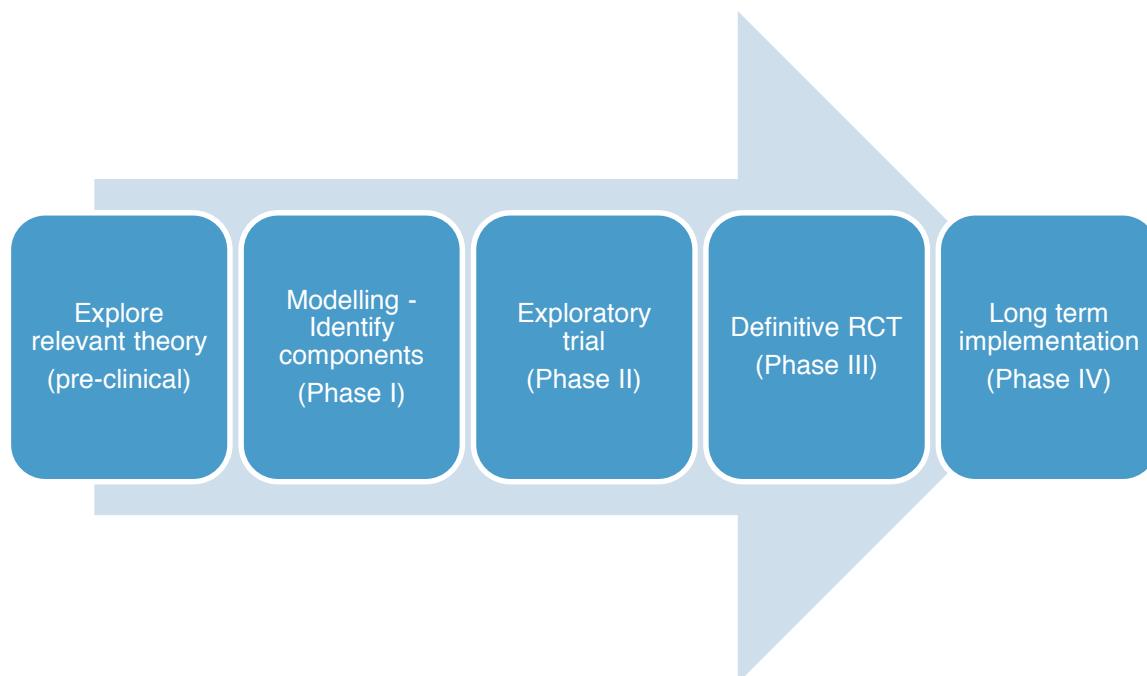 Explore
relevant theory
(pre-clinical)
Modelling -
Identify
components
(Phase I)
Exploratory
trial
(Phase II)
Definitive RCT
(Phase III)
Long term
implementation
(Phase IV)